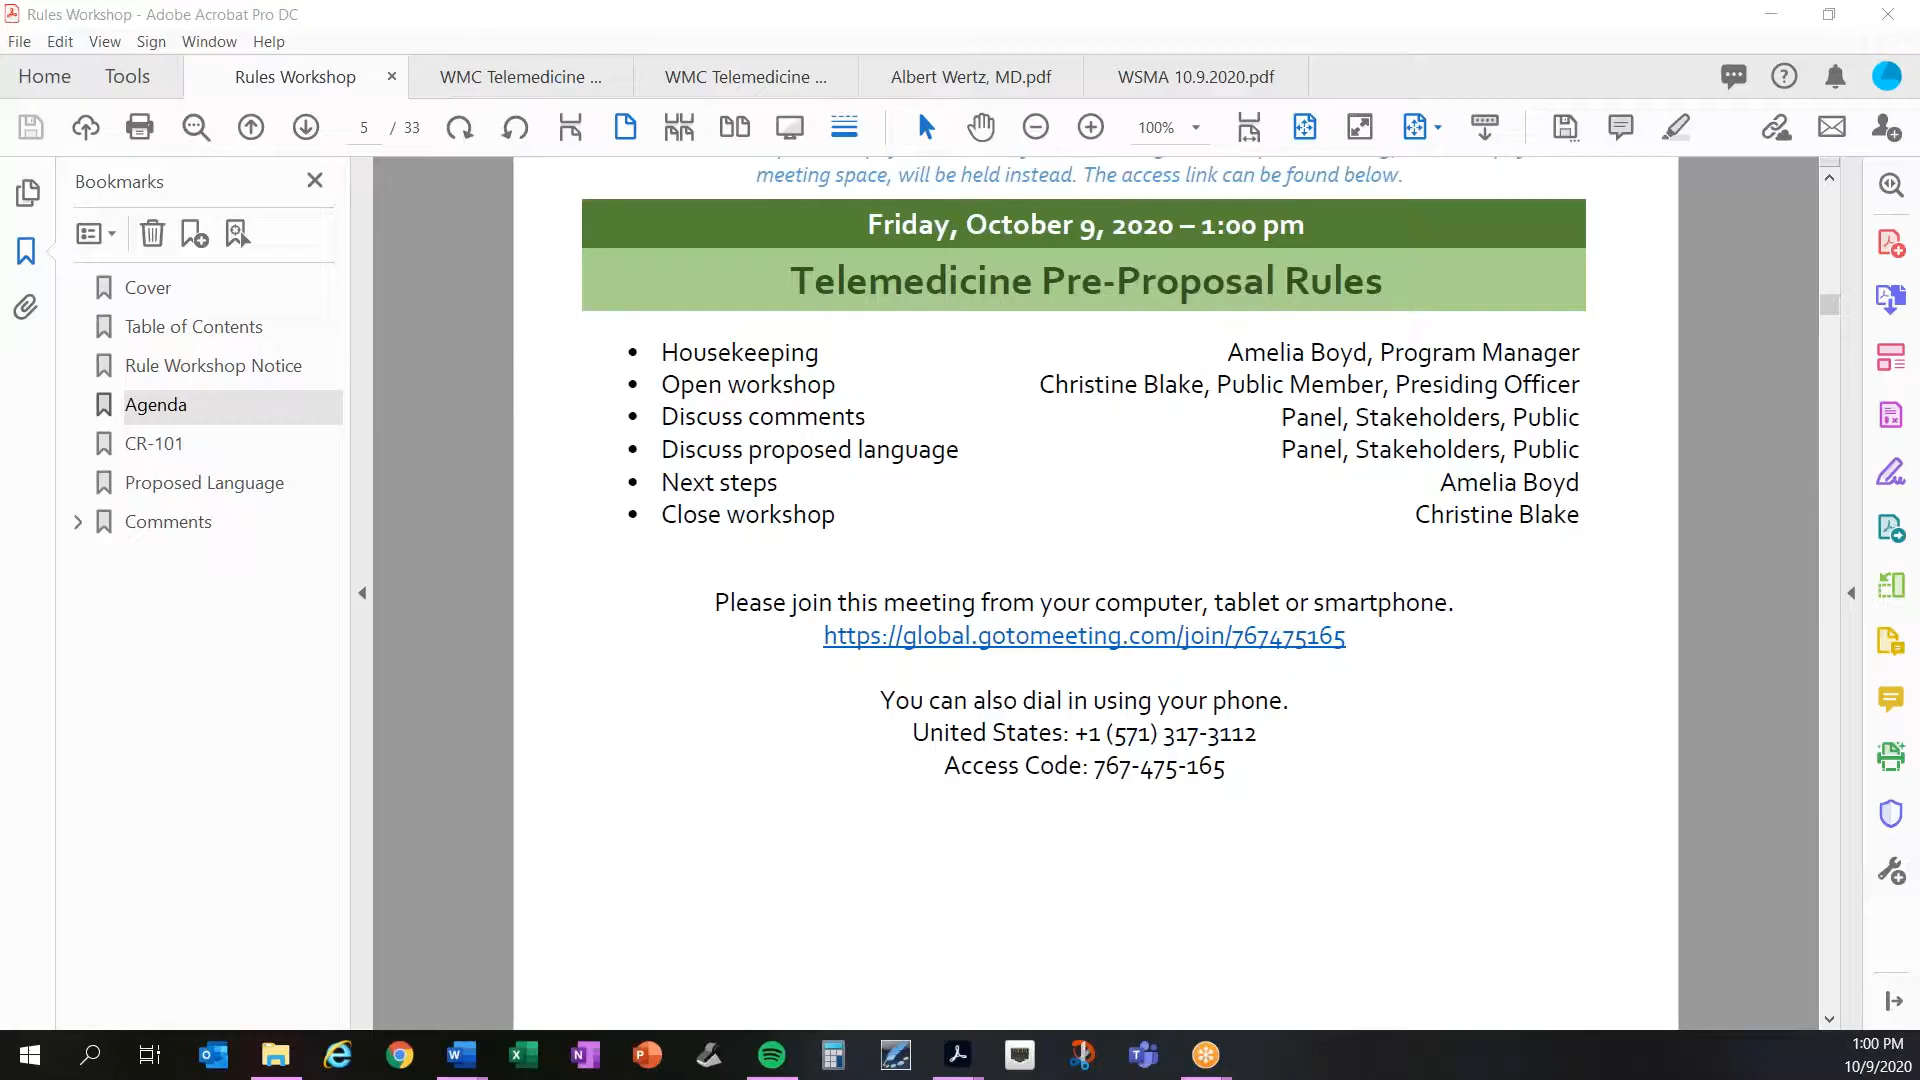 Rules Workshop - Adobe Acrobat Pro DC
File Edit View Sign Window Help
Home Tools Rules Workshop WMC Telemedicine ... WMC Telemedicine ... Albert Wertz, MD.pdf WSMA 10.9.2020.pdf
5 / 33 100%
Bookmarks
Cover
Table of Contents
Rule Workshop Notice
Agenda
CR-101
Proposed Language
Comments
meeting space, will be held instead. The access link can be found below.
Friday, October 9, 2020 – 1:00 pm
Telemedicine Pre-Proposal Rules
• Housekeeping Amelia Boyd, Program Manager
• Open workshop Christine Blake, Public Member, Presiding Officer
• Discuss comments Panel, Stakeholders, Public
• Discuss proposed language Panel, Stakeholders, Public
• Next steps Amelia Boyd
• Close workshop Christine Blake
Please join this meeting from your computer, tablet or smartphone.
https://global.gotomeeting.com/join/767475165
You can also dial in using your phone.
United States: +1 (571) 317-3112
Access Code: 767-475-165
1:00 PM
10/9/2020